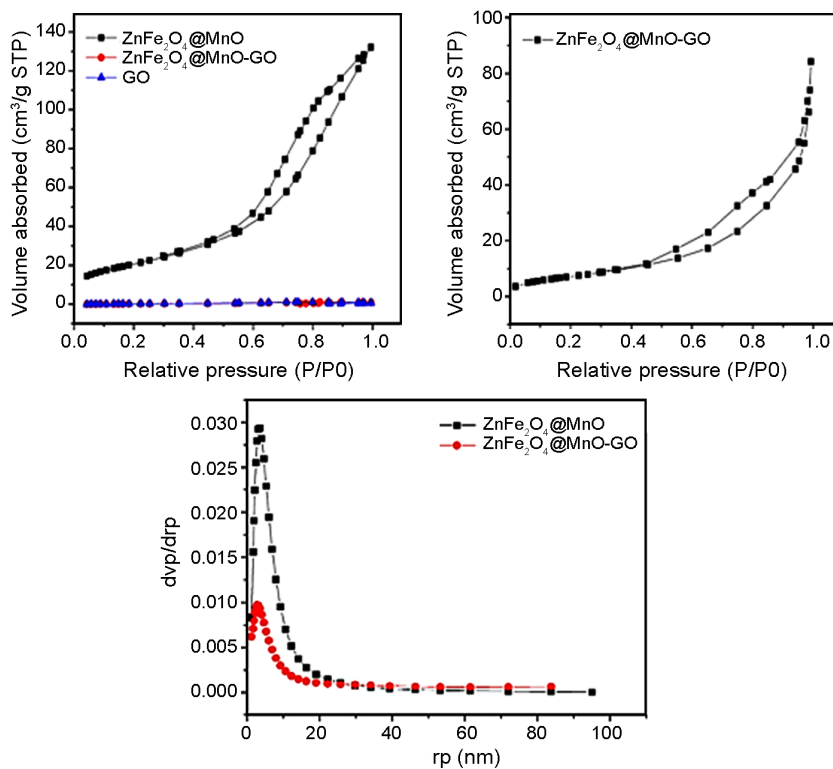 ZnFe₂O₄@MnO
ZnFe₂O₄@MnO-GO
GO
Volume absorbed (cm³/g STP)
140
120
100
80
60
40
20
0
0.0 0.2 0.4 0.6 0.8 1.0
Relative pressure (P/P0)
ZnFe₂O₄@MnO-GO
Volume absorbed (cm³/g STP)
100
80
60
40
20
0
0.0 0.2 0.4 0.6 0.8 1.0
Relative pressure (P/P0)
ZnFe₂O₄@MnO
ZnFe₂O₄@MnO-GO
dvp/drp
0.030
0.025
0.020
0.015
0.010
0.005
0.000
0 20 40 60 80 100
rp (nm)